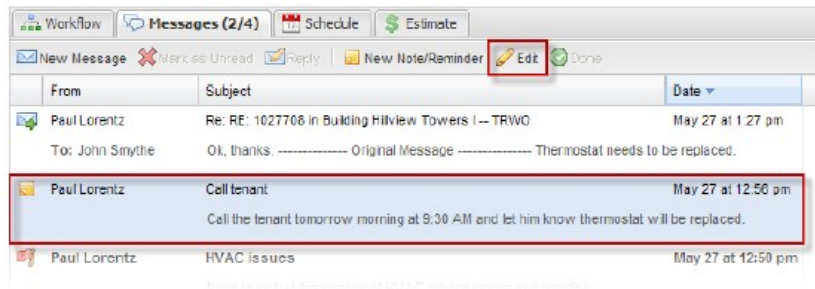 Workflow Messages (2/4) Schedule Estimate
New Message Mark as Unread Reply New Note/Reminder Edit Done
From Subject Date
Paul Lorentz Re: RE: 1027708 in Building Hillview Towers I -- TRWO May 27 at 1:27 pm
To: John Smythe Ok, thanks. --------------- Original Message --------------- Thermostat needs to be replaced.
Paul Lorentz Call tenant May 27 at 12:56 pm
Call the tenant tomorrow morning at 9:30 AM and let him know thermostat will be replaced.
Paul Lorentz HVAC issues May 27 at 12:50 pm